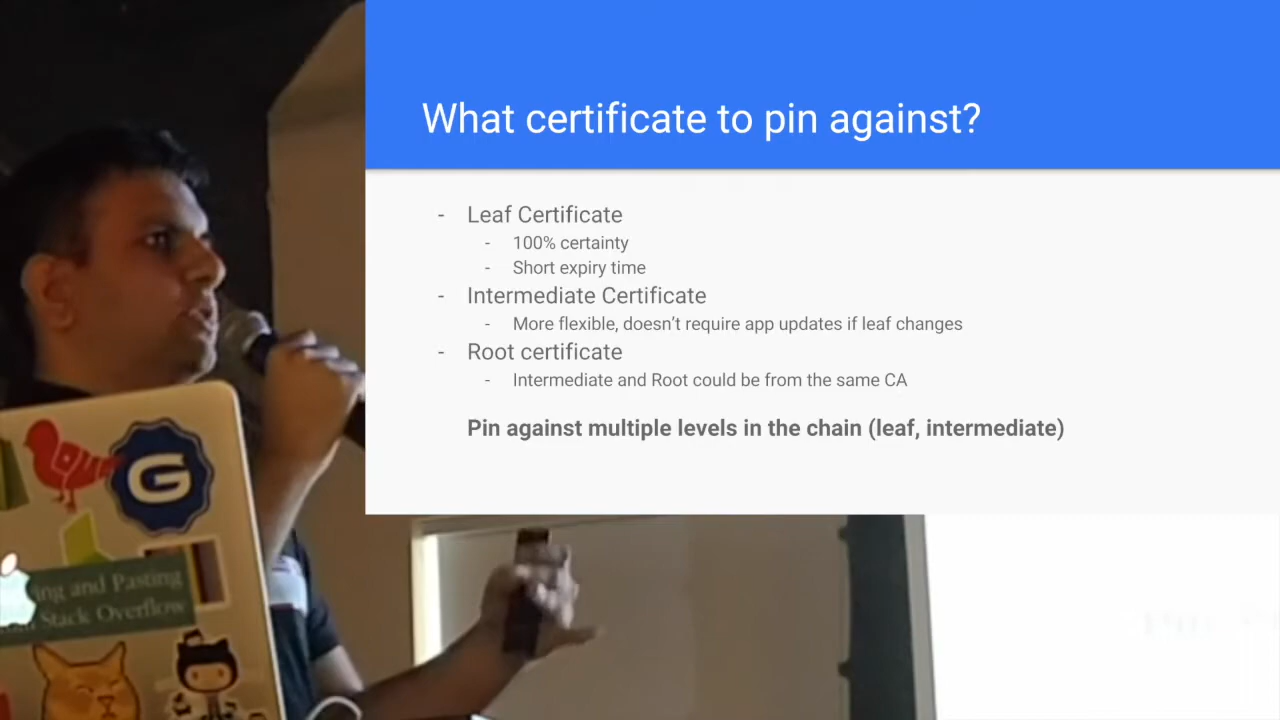 What certificate to pin against?
- Leaf Certificate
- 100% certainty
- Short expiry time
- Intermediate Certificate
- More flexible, doesn't require app updates if leaf changes
- Root certificate
- Intermediate and Root could be from the same CA
Pin against multiple levels in the chain (leaf, intermediate)
G
and Pasting
Stack Overflow